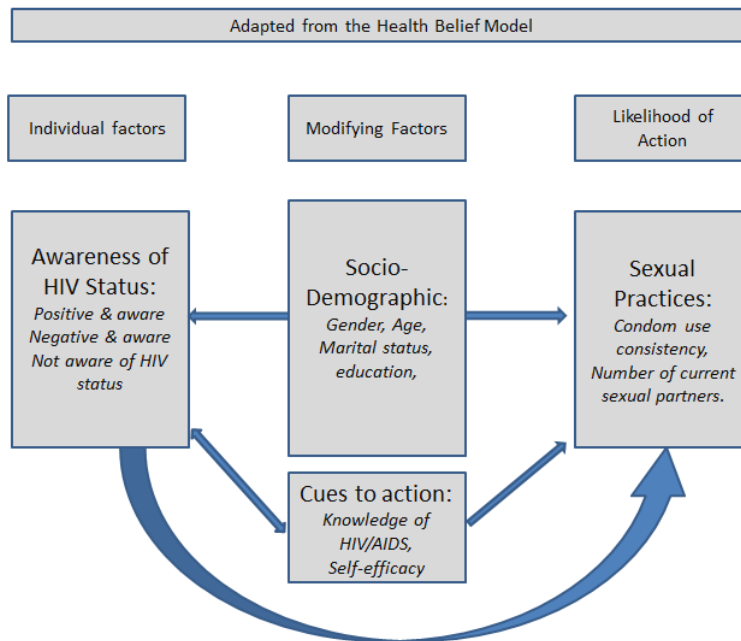 Adapted from the Health Belief Model
Individual factors
Modifying Factors
Likelihood of
Action
Awareness of
HIV Status:
Positive & aware
Negative & aware
Not aware of HIV
status
Socio-
Demographic:
Gender, Age,
Marital status,
education,
Sexual
Practices:
Condom use
consistency,
Number of current
sexual partners.
Cues to action:
Knowledge of
HIV/AIDS,
Self-efficacy